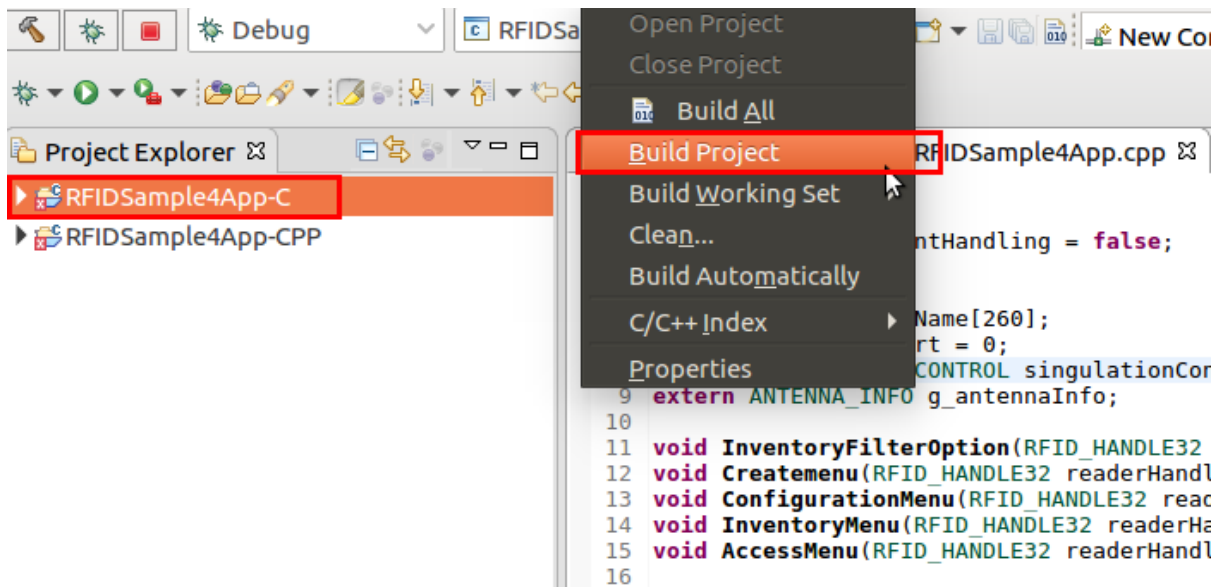 Debug
RFIDSa
New Cor
Open Project
Close Project
Build All
Build Project
Build Working Set
Clean...
Build Automatically
C/C++ Index
Properties
Project Explorer
RFIDSample4App-C
RFIDSample4App-CPP
RFIDSample4App.cpp
ntHandling = false;
Name[260];
rt = 0;
CONTROL singulationCon
9 extern ANTENNA_INFO g_antennaInfo;
10
11 void InventoryFilterOption(RFID_HANDLE32
12 void Createmenu(RFID_HANDLE32 readerHandl
13 void ConfigurationMenu(RFID_HANDLE32 read
14 void InventoryMenu(RFID_HANDLE32 readerHa
15 void AccessMenu(RFID_HANDLE32 readerHandl
16